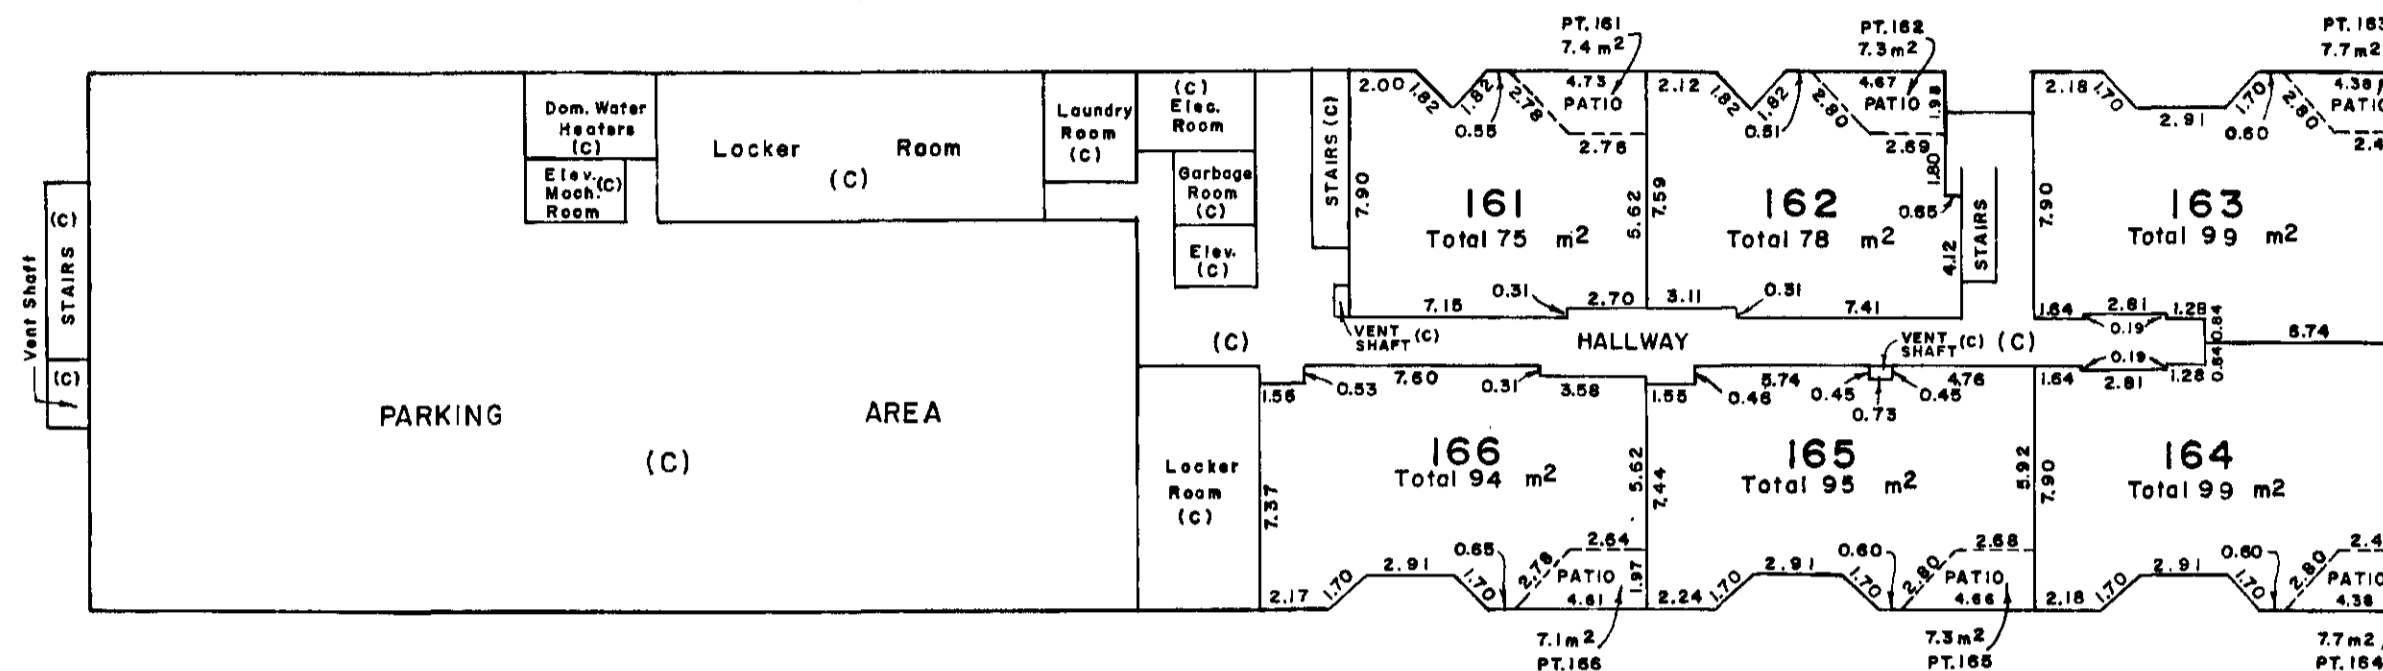 PT. 161
7.4 m2
PT. 162
7.3 m2
PT. 163
7.7 m2
Dom. Water
Heaters
(C)
Elev. (C)
Mach.
Room
Locker Room
(C)
Laundry
Room
(C)
(C)
Elec.
Room
Garbage
Room
(C)
Elev.
(C)
STAIRS (C)
2.00
1.82
1.82
0.55
2.78
4.73
PATIO
2.76
7.90
161
Total 75 m2
5.62
7.15
0.31
2.70
2.12
1.82
1.82
0.51
2.80
4.67
PATIO
1.98
2.69
1.80
7.59
162
Total 78 m2
0.65
4.12
STAIRS
3.11
0.31
7.41
2.18
1.70
2.91
1.70
0.60
2.80
4.38
PATIO
7.90
163
Total 99 m2
1.64
2.81
1.28
0.19
0.84
6.74
(C)
STAIRS
Vent Shaft
(C)
PARKING AREA
(C)
(C)
VENT
SHAFT (C)
HALLWAY
VENT
SHAFT (C)
(C)
Locker
Room
(C)
1.56
0.53
7.60
0.31
3.58
7.37
166
Total 94 m2
5.62
2.17
1.70
2.91
1.70
0.65
2.78
2.64
PATIO
4.61
1.97
7.1 m2
PT. 166
1.55
0.46
5.74
0.45
0.73
0.45
4.76
7.44
165
Total 95 m2
5.92
2.24
1.70
2.91
1.70
0.60
2.80
2.68
PATIO
4.66
7.3 m2
PT. 165
1.64
0.19
2.81
1.28
0.84
7.90
164
Total 99 m2
2.18
1.70
2.91
1.70
0.60
2.80
2.4
PATIO
4.38
7.7 m2
PT. 164